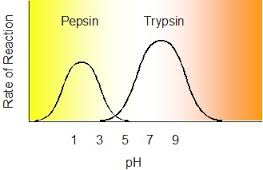 Pepsin Trypsin
Rate of Reaction
1 3 5 7 9
pH